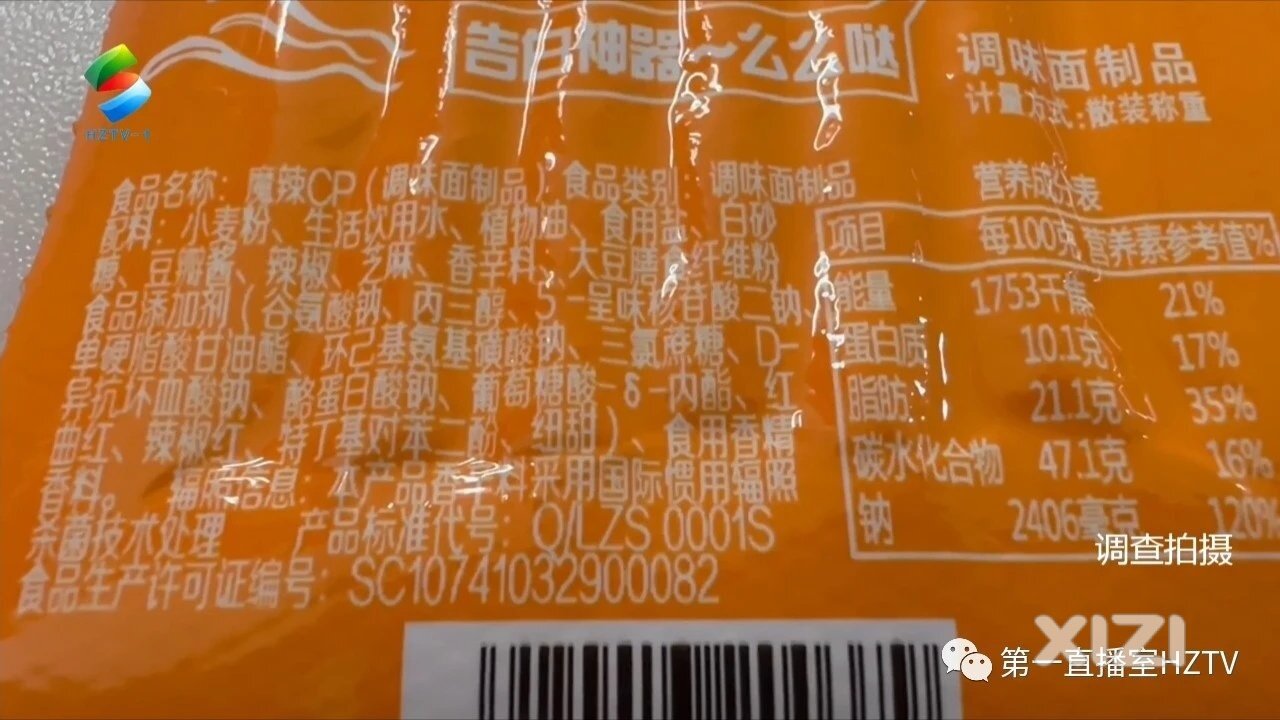 告白神器~么么哒
调味面制品
计量方式:散装称重
HZTV-1
食品名称: 魔辣CP(调味面制品) 食品类别: 调味面制品
配料: 小麦粉、生活饮用水、植物油、食用盐、白砂
糖、豆瓣酱、辣椒、芝麻、香辛料、大豆膳食纤维粉、
食品添加剂(谷氨酸钠、丙三醇、5'-呈味核苷酸二钠、
单硬脂酸甘油酯、环己基氨基磺酸钠、三氯蔗糖、D-
异抗坏血酸钠、酪蛋白酸钠、葡萄糖酸-δ-内酯、红
曲红、辣椒红、特丁基对苯二酚、纽甜)、食用香精
香料。 辐照信息: 本产品香辛料采用国际惯用辐照
杀菌技术处理 产品标准代号: Q/LZS 0001S
食品生产许可证编号: SC10741032900082
营养成分表
项目 每100克 营养素参考值%
能量 1753千焦 21%
蛋白质 10.1克 17%
脂肪 21.1克 35%
碳水化合物 47.1克 16%
钠 2406毫克 120%
调查拍摄
XIZI
第一直播室HZTV